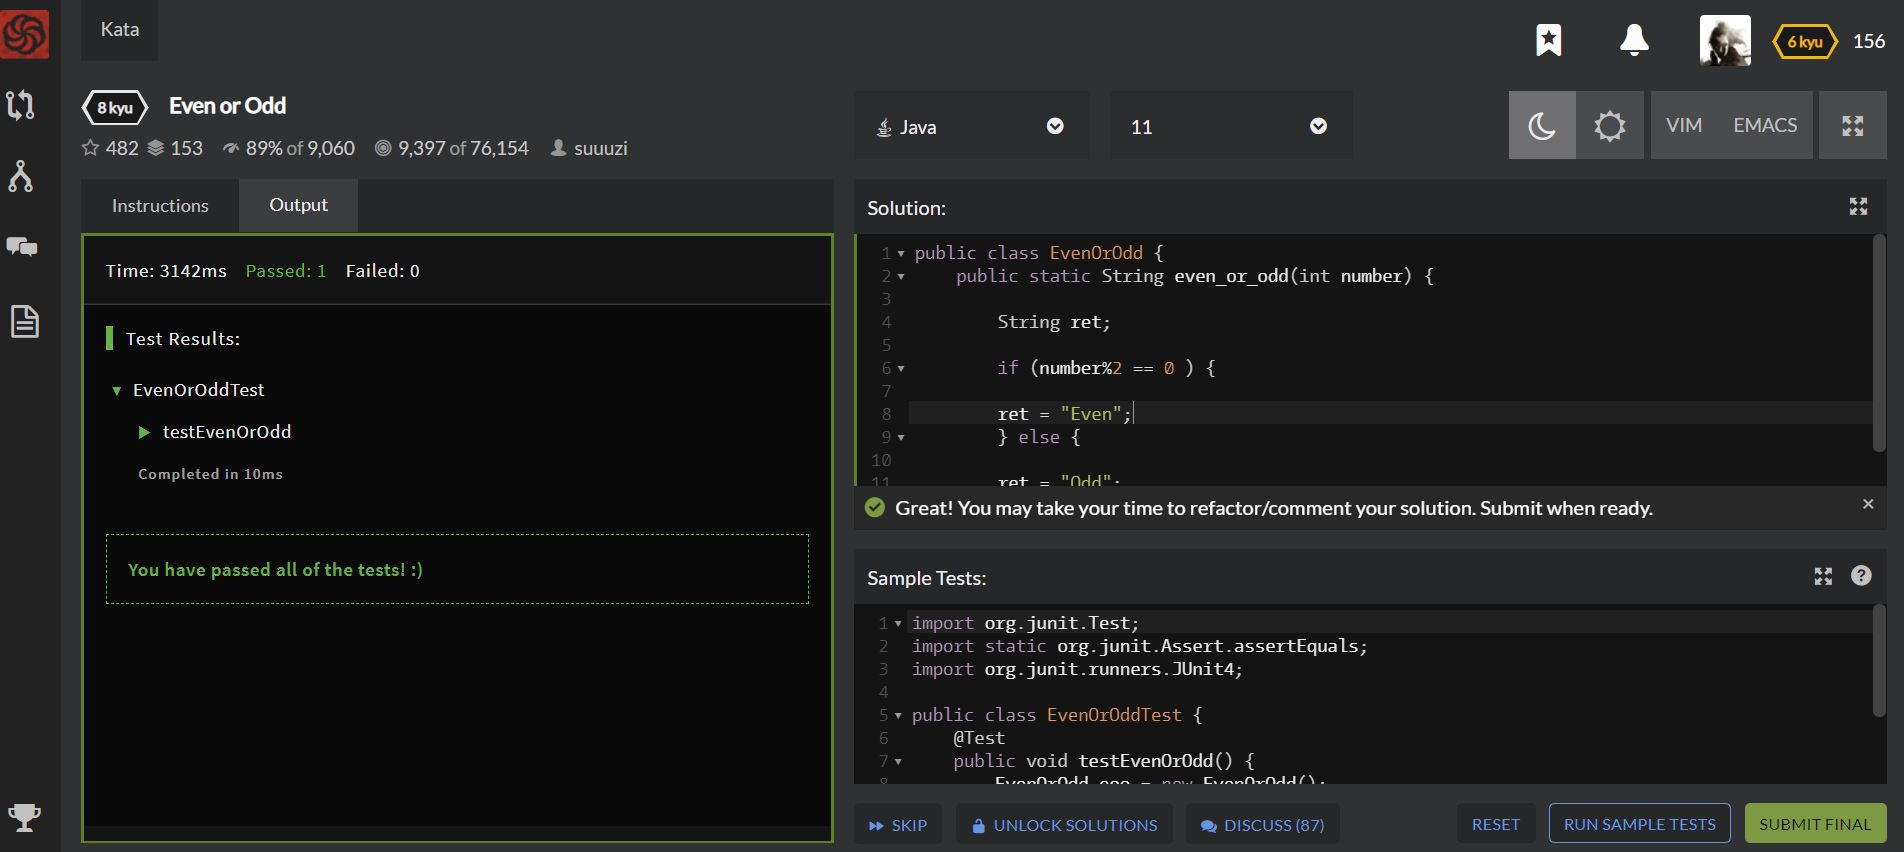 Kata
6 kyu 156
8 kyu Even or Odd
482 153 89% of 9,060 9,397 of 76,154 suuuzi
Java
11
VIM EMACS
Instructions Output
Time: 3142ms Passed: 1 Failed: 0
Test Results:
EvenOrOddTest
testEvenOrOdd
Completed in 10ms
You have passed all of the tests! :)
Solution:
1 public class EvenOrOdd {
2 public static String even_or_odd(int number) {
3
4 String ret;
5
6 if (number%2 == 0 ) {
7
8 ret = "Even";
9 } else {
10
11 ret = "Odd";
Great! You may take your time to refactor/comment your solution. Submit when ready. ×
Sample Tests: ?
1 import org.junit.Test;
2 import static org.junit.Assert.assertEquals;
3 import org.junit.runners.JUnit4;
4
5 public class EvenOrOddTest {
6 @Test
7 public void testEvenOrOdd() {
8 EvenOrOdd eoo = new EvenOrOdd();
SKIP UNLOCK SOLUTIONS DISCUSS (87) RESET RUN SAMPLE TESTS SUBMIT FINAL